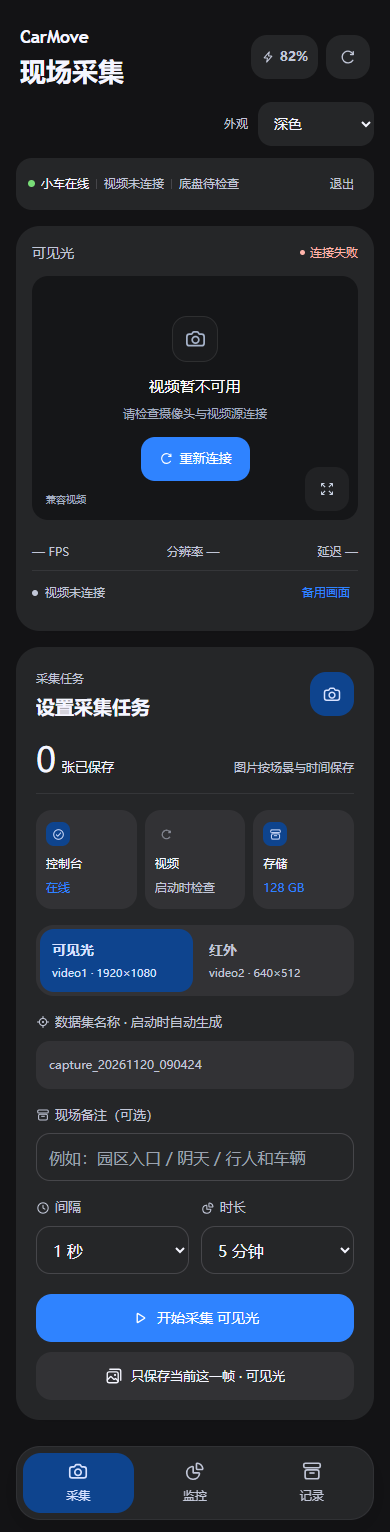 CarMove
现场采集
82%
外观
深色
小车在线
视频未连接
底盘待检查
退出
可见光
连接失败
视频暂不可用
请检查摄像头与视频源连接
重新连接
兼容视频
— FPS
分辨率 —
延迟 —
视频未连接
备用画面
采集任务
设置采集任务
0 张已保存
图片按场景与时间保存
控制台
在线
视频
启动时检查
存储
128 GB
可见光
video1 · 1920×1080
红外
video2 · 640×512
数据集名称 · 启动时自动生成
capture_20261120_090424
现场备注（可选）
例如：园区入口 / 阴天 / 行人和车辆
间隔
时长
1 秒
5 分钟
开始采集 可见光
只保存当前这一帧 · 可见光
采集
监控
记录